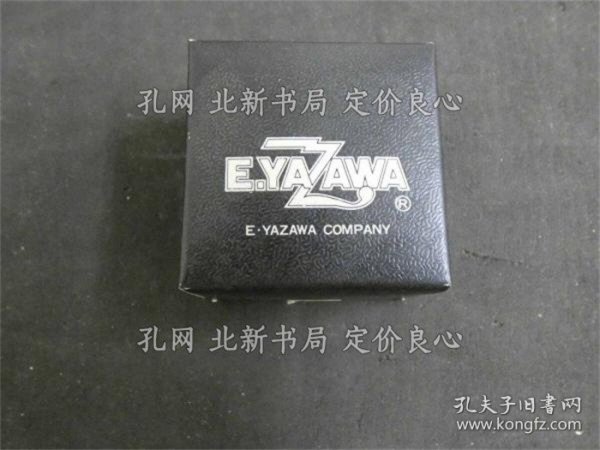 孔网 北新书局 定价良心
E.YAZAWA
®
E·YAZAWA COMPANY
孔网 北新书局 定价良心
孔夫子旧書网
www.kongfz.com